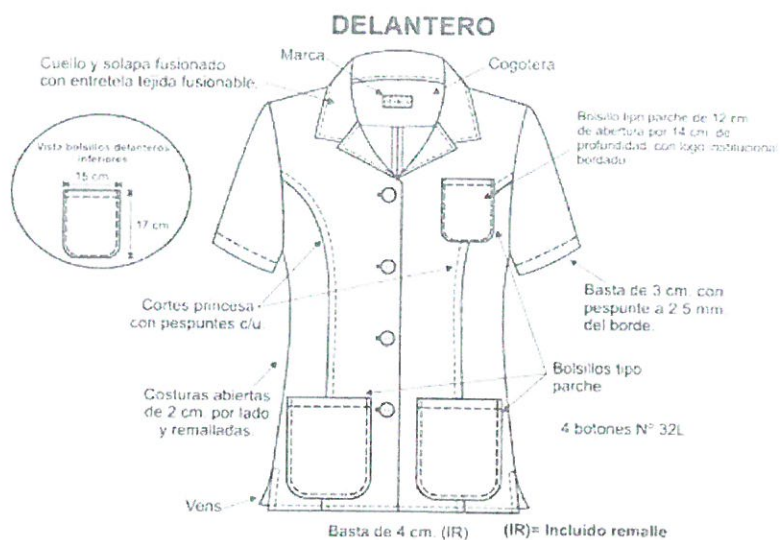 DELANTERO
Cuello y solapa fusionado
con entretela tejida fusionable.
Marca
Cogotera
Bolsillo tipo parche de 12 cm.
de abertura por 14 cm. de
profundidad, con logo institucional
bordado
Vista bolsillos delanteros
inferiores
15 cm
17 cm
Cortes princesa
con pespuntes c/u.
Basta de 3 cm. con
pespunte a 2.5 mm
del borde.
Costuras abiertas
de 2 cm. por lado
y remalladas.
Bolsillos tipo
parche
4 botones N° 32L
Vens
Basta de 4 cm. (IR)
(IR)= Incluido remalle